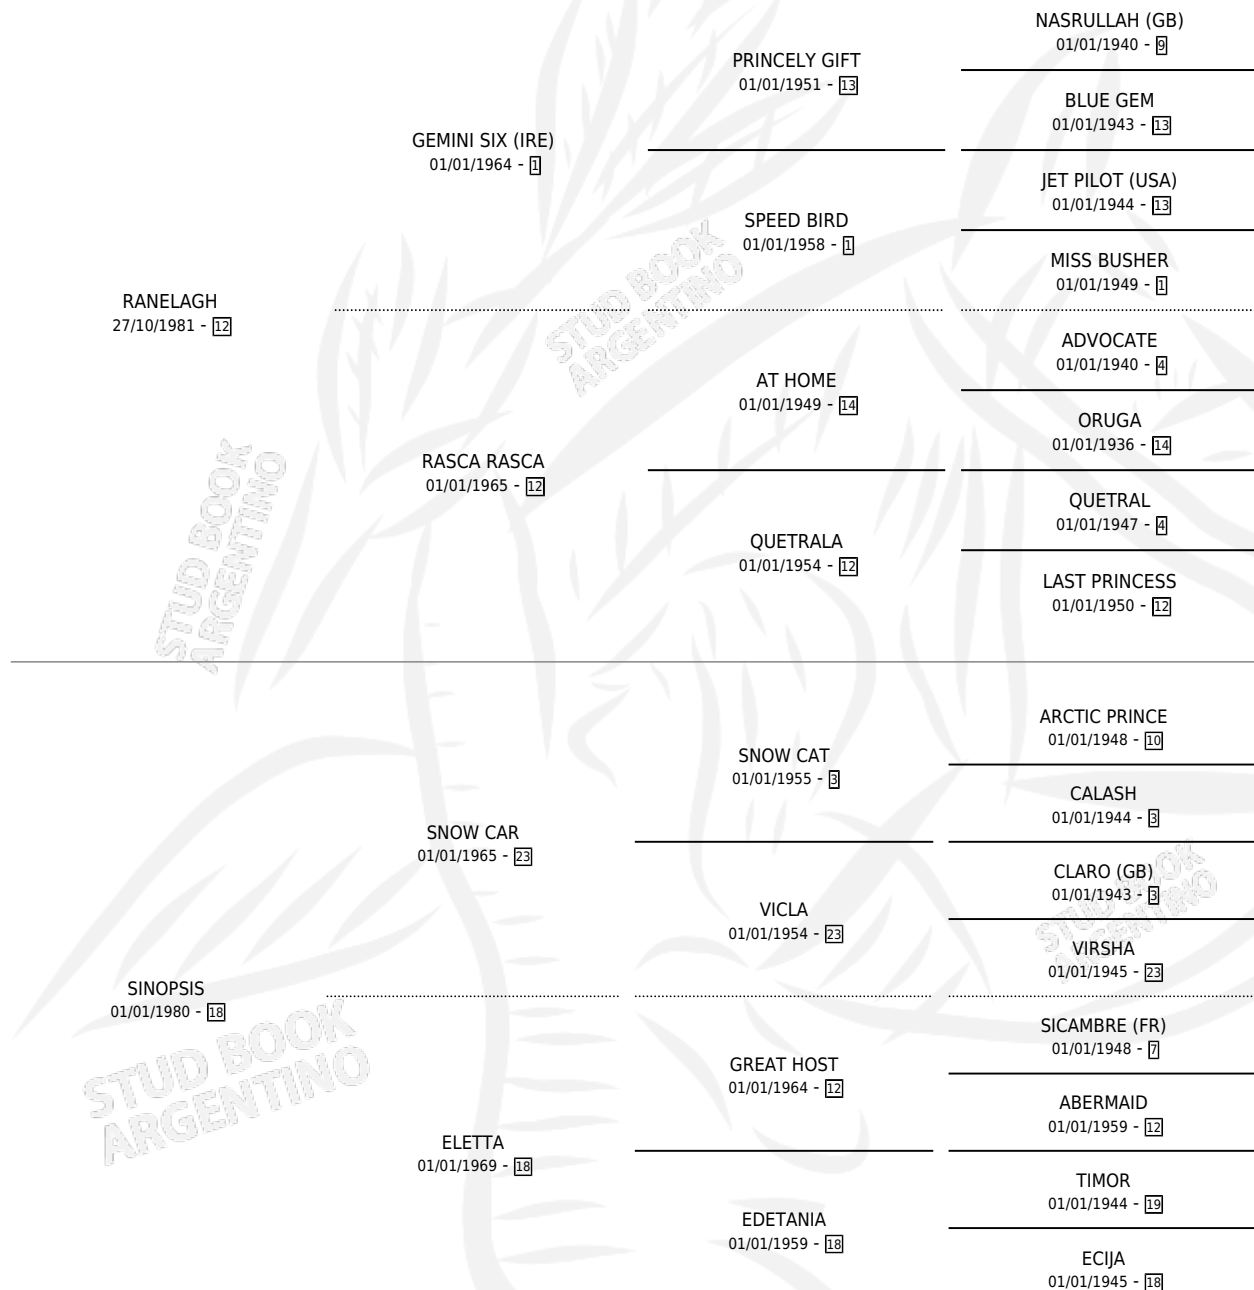 NASRULLAH (GB)
01/01/1940 - 9
PRINCELY GIFT
01/01/1951 - 13
BLUE GEM
01/01/1943 - 13
GEMINI SIX (IRE)
01/01/1964 - 1
JET PILOT (USA)
01/01/1944 - 13
SPEED BIRD
01/01/1958 - 1
MISS BUSHER
01/01/1949 - 1
RANELAGH
27/10/1981 - 12
ADVOCATE
01/01/1940 - 4
AT HOME
01/01/1949 - 14
ORUGA
01/01/1936 - 14
RASCA RASCA
01/01/1965 - 12
QUETRAL
01/01/1947 - 4
QUETRALA
01/01/1954 - 12
LAST PRINCESS
01/01/1950 - 12
ARCTIC PRINCE
01/01/1948 - 10
SNOW CAT
01/01/1955 - 3
CALASH
01/01/1944 - 3
SNOW CAR
01/01/1965 - 23
CLARO (GB)
01/01/1943 - 3
VICLA
01/01/1954 - 23
VIRSHA
01/01/1945 - 23
SINOPSIS
01/01/1980 - 18
SICAMBRE (FR)
01/01/1948 - 7
GREAT HOST
01/01/1964 - 12
ABERMAID
01/01/1959 - 12
ELETTA
01/01/1969 - 18
TIMOR
01/01/1944 - 19
EDETANIA
01/01/1959 - 18
ECIJA
01/01/1945 - 18
STUD BOOK
ARGENTINO
STUD BOOK
ARGENTINO
STUD BOOK
ARGENTINO
STUD BOOK
ARGENTINO